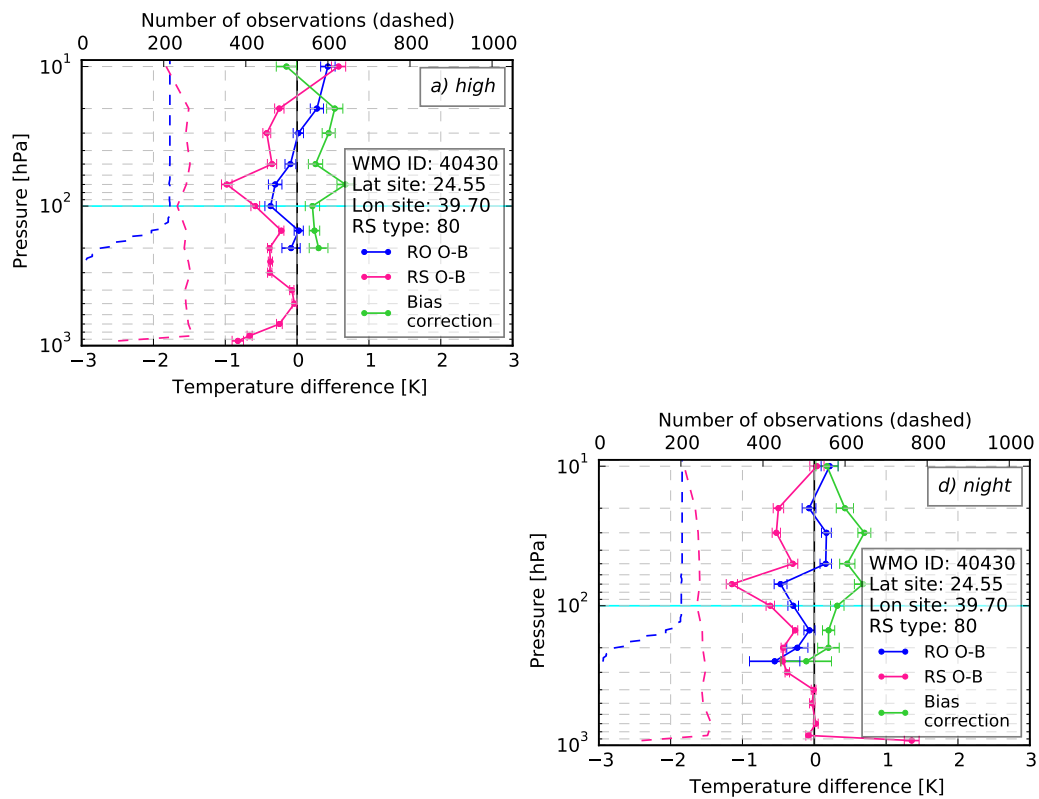 Number of observations (dashed)
0 200 400 600 800 1000
Pressure [hPa]
10¹
10²
10³
a) high
WMO ID: 40430
Lat site: 24.55
Lon site: 39.70
RS type: 80
RO O-B
RS O-B
Bias
correction
−3 −2 −1 0 1 2 3
Temperature difference [K]
Number of observations (dashed)
0 200 400 600 800 1000
Pressure [hPa]
10¹
10²
10³
d) night
WMO ID: 40430
Lat site: 24.55
Lon site: 39.70
RS type: 80
RO O-B
RS O-B
Bias
correction
−3 −2 −1 0 1 2 3
Temperature difference [K]